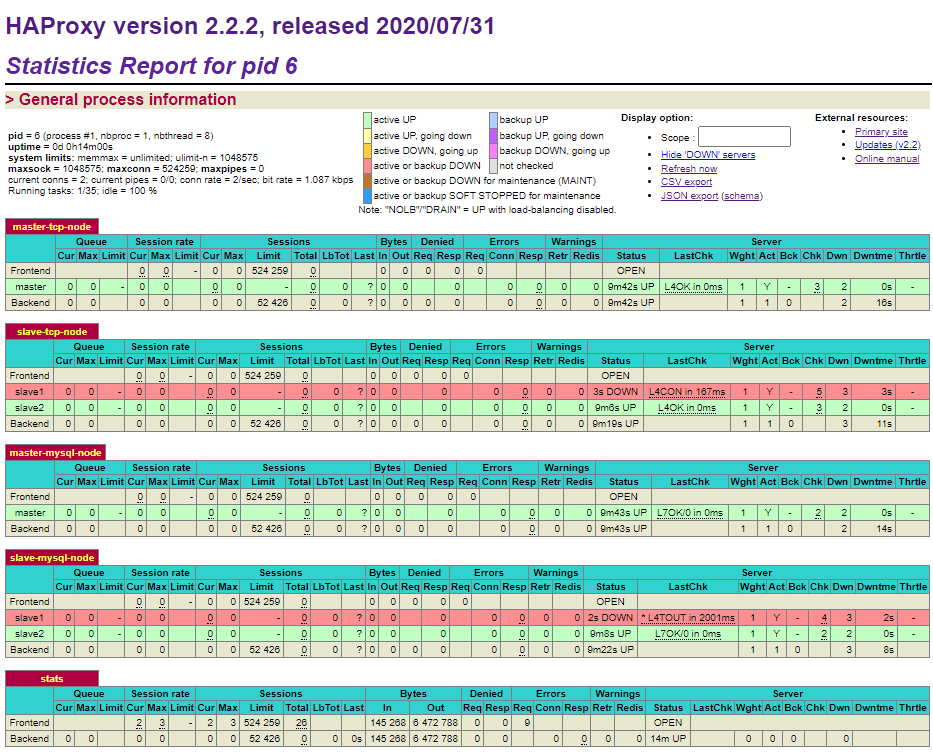 HAProxy version 2.2.2, released 2020/07/31
Statistics Report for pid 6
> General process information
pid = 6 (process #1, nbproc = 1, nbthread = 8)
uptime = 0d 0h14m00s
system limits: memmax = unlimited; ulimit-n = 1048575
maxsock = 1048575; maxconn = 524259; maxpipes = 0
current conns = 2; current pipes = 0/0; conn rate = 2/sec; bit rate = 1.087 kbps
Running tasks: 1/35; idle = 100 %
active UP backup UP
active UP, going down backup UP, going down
active DOWN, going up backup DOWN, going up
active or backup DOWN not checked
active or backup DOWN for maintenance (MAINT)
active or backup SOFT STOPPED for maintenance
Note: "NOLB"/"DRAIN" = UP with load-balancing disabled.
Display option:
Scope :
Hide 'DOWN' servers
Refresh now
CSV export
JSON export (schema)
External resources:
Primary site
Updates (v2.2)
Online manual
master-tcp-node
Queue Session rate Sessions Bytes Denied Errors Warnings Server
Cur Max Limit Cur Max Limit Cur Max Limit Total LbTot Last In Out Req Resp Req Conn Resp Retr Redis Status LastChk Wght Act Bck Chk Dwn Dwntme Thrtle
Frontend 0 0 - 0 0 524 259 0 0 0 0 0 0 OPEN
master 0 0 - 0 0 0 0 - 0 0 ? 0 0 0 0 0 0 0 9m42s UP L4OK in 0ms 1 Y - 3 2 0s -
Backend 0 0 0 0 0 0 52 426 0 0 ? 0 0 0 0 0 0 0 0 9m42s UP 1 1 0 2 16s
slave-tcp-node
Queue Session rate Sessions Bytes Denied Errors Warnings Server
Cur Max Limit Cur Max Limit Cur Max Limit Total LbTot Last In Out Req Resp Req Conn Resp Retr Redis Status LastChk Wght Act Bck Chk Dwn Dwntme Thrtle
Frontend 0 0 - 0 0 524 259 0 0 0 0 0 0 OPEN
slave1 0 0 - 0 0 0 0 - 0 0 ? 0 0 0 0 0 0 0 3s DOWN L4CON in 167ms 1 Y - 5 3 3s -
slave2 0 0 - 0 0 0 0 - 0 0 ? 0 0 0 0 0 0 0 9m6s UP L4OK in 0ms 1 Y - 3 2 0s -
Backend 0 0 0 0 0 0 52 426 0 0 ? 0 0 0 0 0 0 0 0 9m19s UP 1 1 0 3 11s
master-mysql-node
Queue Session rate Sessions Bytes Denied Errors Warnings Server
Cur Max Limit Cur Max Limit Cur Max Limit Total LbTot Last In Out Req Resp Req Conn Resp Retr Redis Status LastChk Wght Act Bck Chk Dwn Dwntme Thrtle
Frontend 0 0 - 0 0 524 259 0 0 0 0 0 0 OPEN
master 0 0 - 0 0 0 0 - 0 0 ? 0 0 0 0 0 0 0 9m43s UP L7OK/0 in 0ms 1 Y - 2 2 0s -
Backend 0 0 0 0 0 0 52 426 0 0 ? 0 0 0 0 0 0 0 0 9m43s UP 1 1 0 2 14s
slave-mysql-node
Queue Session rate Sessions Bytes Denied Errors Warnings Server
Cur Max Limit Cur Max Limit Cur Max Limit Total LbTot Last In Out Req Resp Req Conn Resp Retr Redis Status LastChk Wght Act Bck Chk Dwn Dwntme Thrtle
Frontend 0 0 - 0 0 524 259 0 0 0 0 0 0 OPEN
slave1 0 0 - 0 0 0 0 - 0 0 ? 0 0 0 0 0 0 0 2s DOWN * L4TOUT in 2001ms 1 Y - 4 3 2s -
slave2 0 0 - 0 0 0 0 - 0 0 ? 0 0 0 0 0 0 0 9m8s UP L7OK/0 in 0ms 1 Y - 2 2 0s -
Backend 0 0 0 0 0 0 52 426 0 0 ? 0 0 0 0 0 0 0 0 9m22s UP 1 1 0 3 8s
stats
Queue Session rate Sessions Bytes Denied Errors Warnings Server
Cur Max Limit Cur Max Limit Cur Max Limit Total LbTot Last In Out Req Resp Req Conn Resp Retr Redis Status LastChk Wght Act Bck Chk Dwn Dwntme Thrtle
Frontend 2 3 - 2 3 524 259 26 145 268 6 472 788 0 0 9 OPEN
Backend 0 0 0 0 0 0 52 426 0 0 0s 145 268 6 472 788 0 0 0 0 0 0 14m UP 0 0 0 0